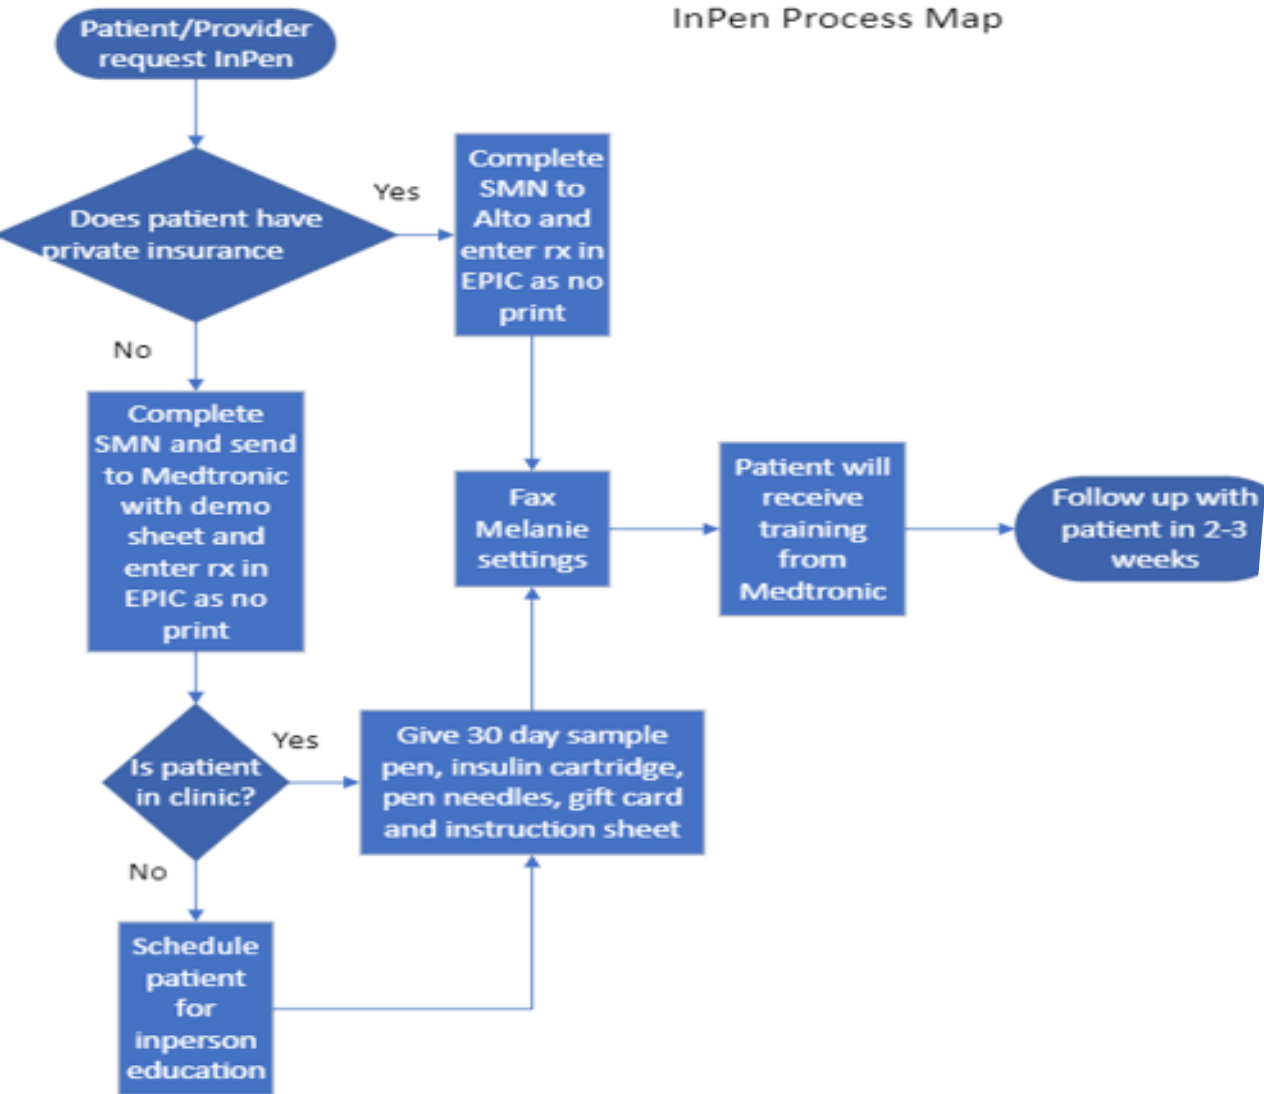 InPen Process Map
Patient/Provider
request InPen
Does patient have
private insurance
Yes
Complete
SMN to
Alto and
enter rx in
EPIC as no
print
No
Complete
SMN and send
to Medtronic
with demo
sheet and
enter rx in
EPIC as no
print
Fax
Melanie
settings
Patient will
receive
training
from
Medtronic
Follow up with
patient in 2-3
weeks
Is patient
in clinic?
Yes
Give 30 day sample
pen, insulin cartridge,
pen needles, gift card
and instruction sheet
No
Schedule
patient
for
inperson
education